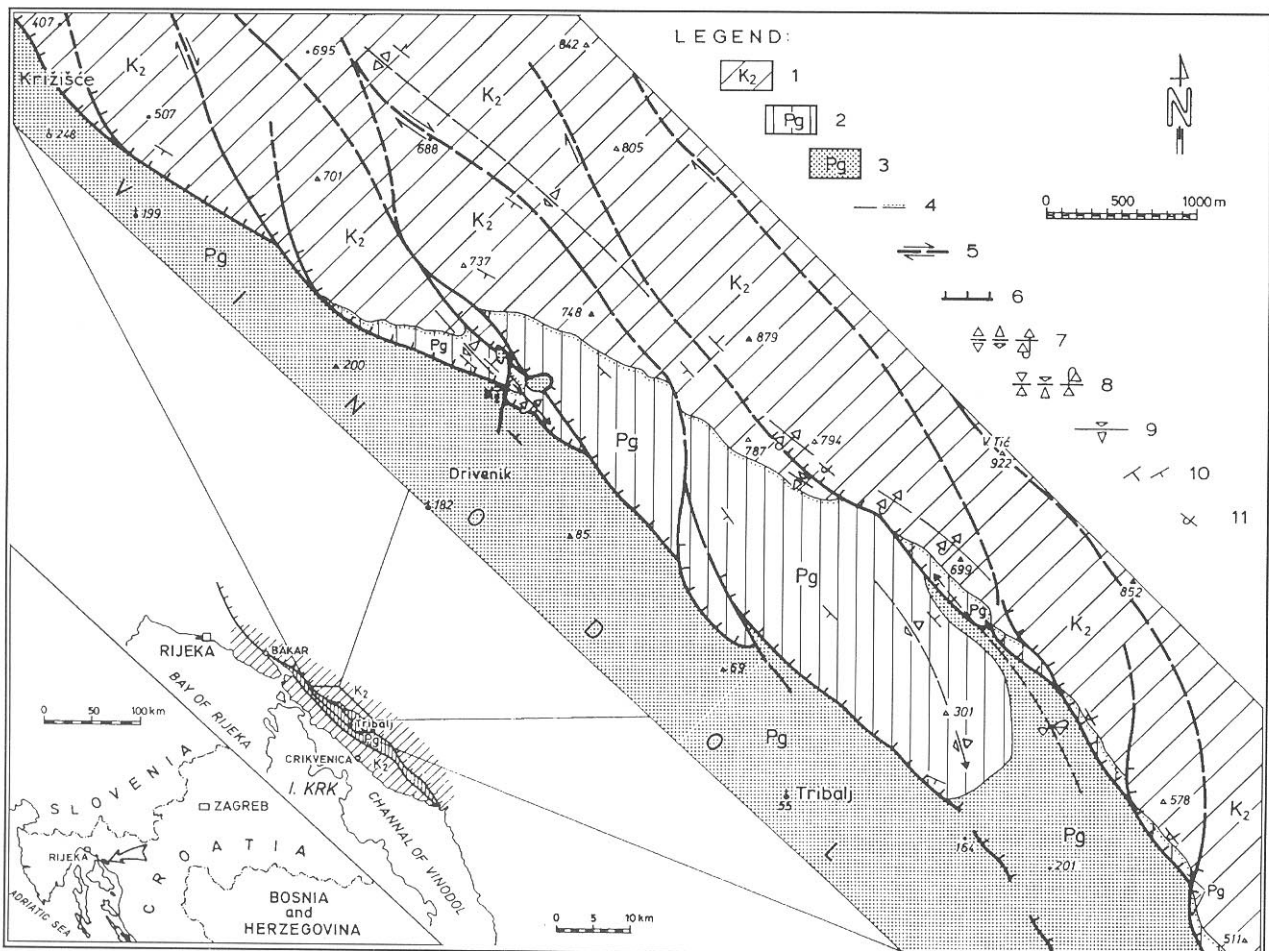 LEGEND:
K2 1
Pg 2
Pg 3
4
5
6
7
8
9
10
11
N
0 500 1000 m
407
Križišće
K2
695
842
K2
507
248
688
805
701
199
V
Pg
K2
K2
737
I
748
K2
879
Pg
200
N
Pg
787
794
V. Tić
922
Drivenik
182
O
85
Pg
699
Pg
852
K2
D
69
301
O
Pg
55
Tribalj
L
578
K2
164
Pg
201
Pg
511
RIJEKA
BAKAR
BAY OF RIJEKA
K2
Tribalj
Pg
K2
CRIKVENICA
I. KRK
CHANNAL OF VINODOL
0 50 100 km
SLOVENIA
ZAGREB
RIJEKA
CROATIA
ADRIATIC SEA
BOSNIA
and
HERZEGOVINA
0 5 10 km